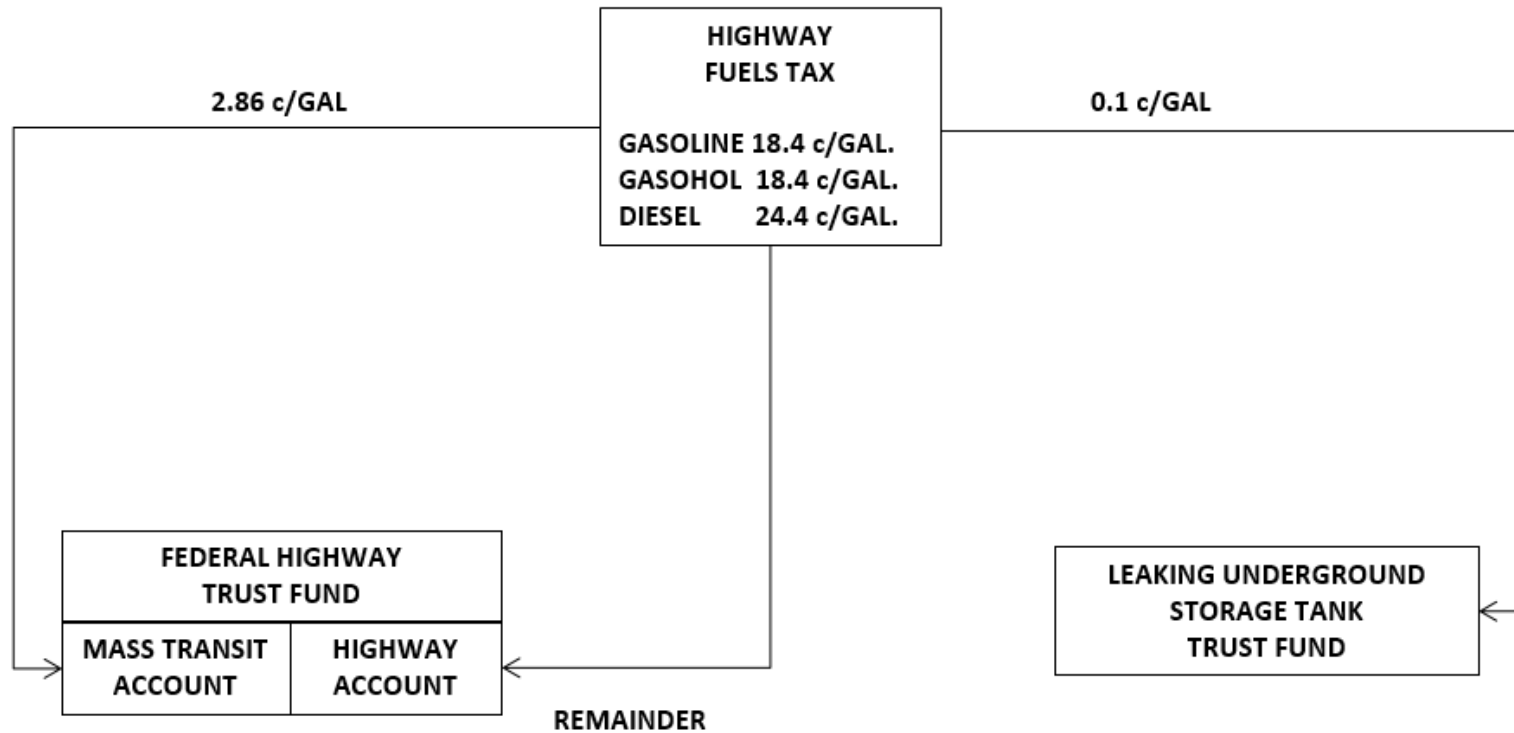 HIGHWAY
FUELS TAX
2.86 c/GAL
0.1 c/GAL
GASOLINE 18.4 c/GAL.
GASOHOL 18.4 c/GAL.
DIESEL 24.4 c/GAL.
FEDERAL HIGHWAY
TRUST FUND
MASS TRANSIT
ACCOUNT
HIGHWAY
ACCOUNT
REMAINDER
LEAKING UNDERGROUND
STORAGE TANK
TRUST FUND